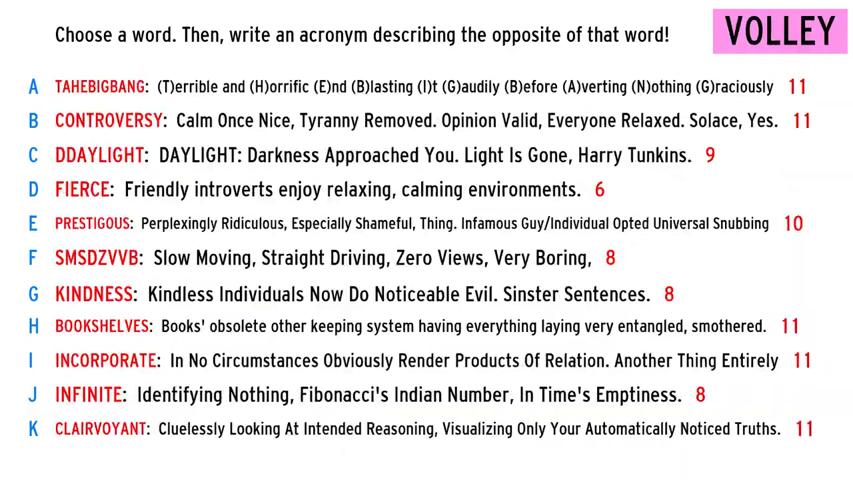 Choose a word. Then, write an acronym describing the opposite of that word!
VOLLEY
A TAHEBIGBANG: (T)errible and (H)orrific (E)nd (B)lasting (I)t (G)audily (B)efore (A)verting (N)othing (G)raciously 11
B CONTROVERSY: Calm Once Nice, Tyranny Removed. Opinion Valid, Everyone Relaxed. Solace, Yes. 11
C DDAYLIGHT: DAYLIGHT: Darkness Approached You. Light Is Gone, Harry Tunkins. 9
D FIERCE: Friendly introverts enjoy relaxing, calming environments. 6
E PRESTIGOUS: Perplexingly Ridiculous, Especially Shameful, Thing. Infamous Guy/Individual Opted Universal Snubbing 10
F SMSDZVVB: Slow Moving, Straight Driving, Zero Views, Very Boring, 8
G KINDNESS: Kindless Individuals Now Do Noticeable Evil. Sinster Sentences. 8
H BOOKSHELVES: Books' obsolete other keeping system having everything laying very entangled, smothered. 11
I INCORPORATE: In No Circumstances Obviously Render Products Of Relation. Another Thing Entirely 11
J INFINITE: Identifying Nothing, Fibonacci's Indian Number, In Time's Emptiness. 8
K CLAIRVOYANT: Cluelessly Looking At Intended Reasoning, Visualizing Only Your Automatically Noticed Truths. 11